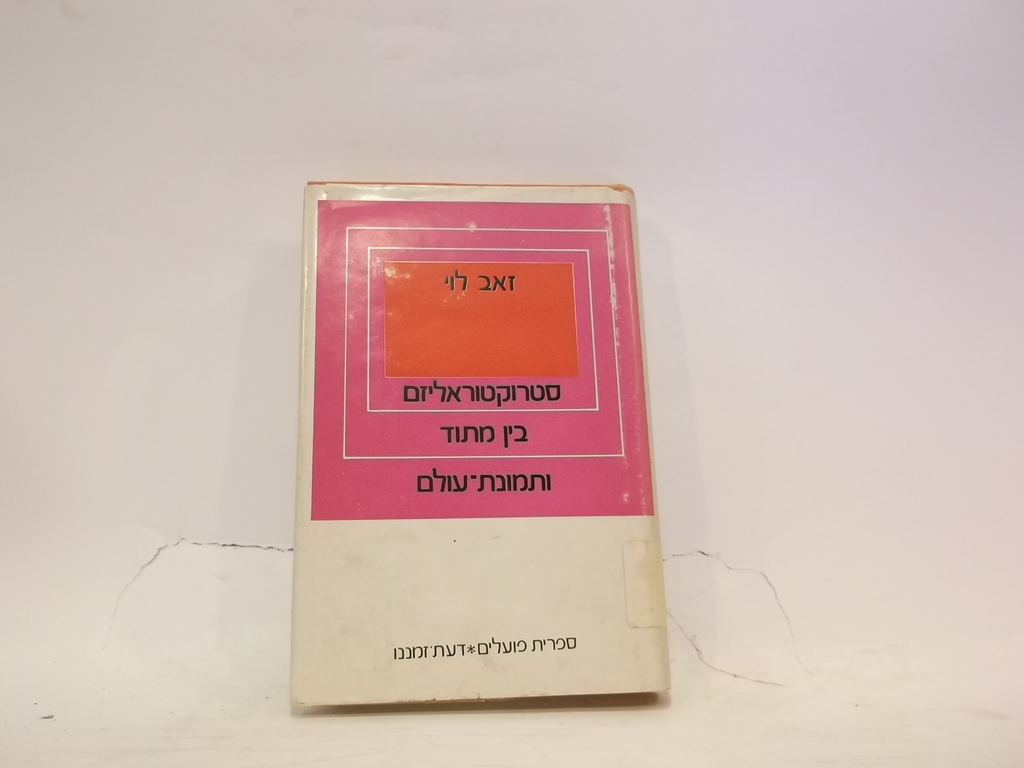 זאב לוי
סטרוקטוראליזם
בין מתוד
ותמונת־עולם
ספרית פועלים*דעת־זמננו